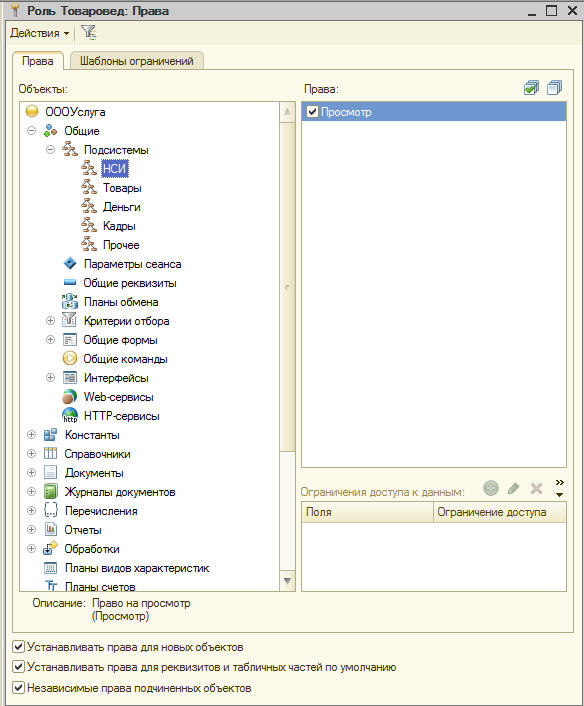 Роль Товаровед: Права
Действия
Права
Шаблоны ограничений
Объекты:
Права:
ОООУслуга
Просмотр
Общие
Подсистемы
НСИ
Товары
Деньги
Кадры
Прочее
Параметры сеанса
Общие реквизиты
Планы обмена
Критерии отбора
Общие формы
Общие команды
Интерфейсы
Web-сервисы
http HTTP-сервисы
Константы
Справочники
Документы
Журналы документов
Ограничения доступа к данным:
Перечисления
Поля
Ограничение доступа
Отчеты
Обработки
Планы видов характеристик
Планы счетов
Описание: Право на просмотр
(Просмотр)
Устанавливать права для новых объектов
Устанавливать права для реквизитов и табличных частей по умолчанию
Независимые права подчиненных объектов